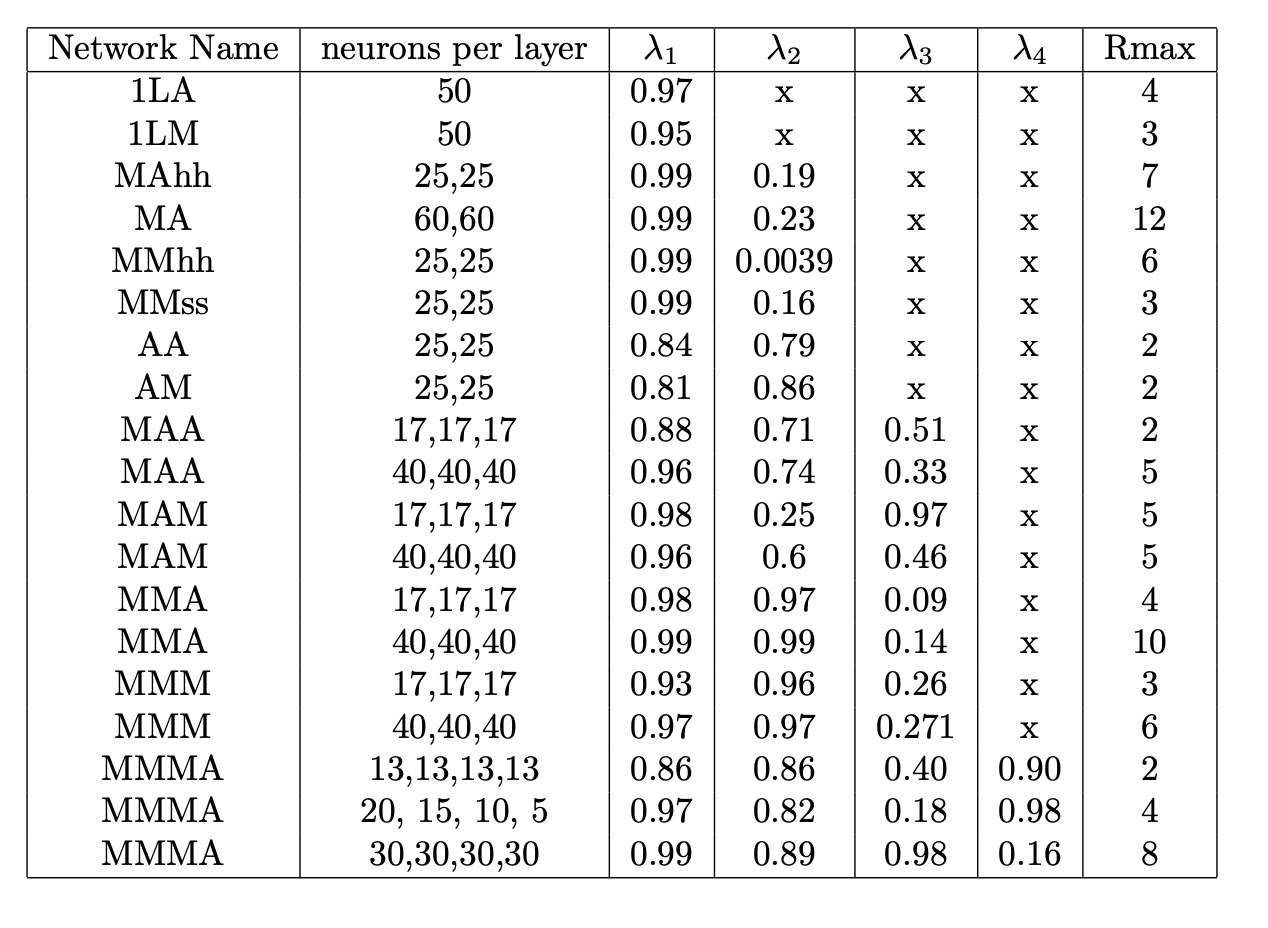 Network Name neurons per layer λ1 λ2 λ3 λ4 Rmax
1LA 50 0.97 x x x 4
1LM 50 0.95 x x x 3
MAhh 25,25 0.99 0.19 x x 7
MA 60,60 0.99 0.23 x x 12
MMhh 25,25 0.99 0.0039 x x 6
MMss 25,25 0.99 0.16 x x 3
AA 25,25 0.84 0.79 x x 2
AM 25,25 0.81 0.86 x x 2
MAA 17,17,17 0.88 0.71 0.51 x 2
MAA 40,40,40 0.96 0.74 0.33 x 5
MAM 17,17,17 0.98 0.25 0.97 x 5
MAM 40,40,40 0.96 0.6 0.46 x 5
MMA 17,17,17 0.98 0.97 0.09 x 4
MMA 40,40,40 0.99 0.99 0.14 x 10
MMM 17,17,17 0.93 0.96 0.26 x 3
MMM 40,40,40 0.97 0.97 0.271 x 6
MMMA 13,13,13,13 0.86 0.86 0.40 0.90 2
MMMA 20, 15, 10, 5 0.97 0.82 0.18 0.98 4
MMMA 30,30,30,30 0.99 0.89 0.98 0.16 8